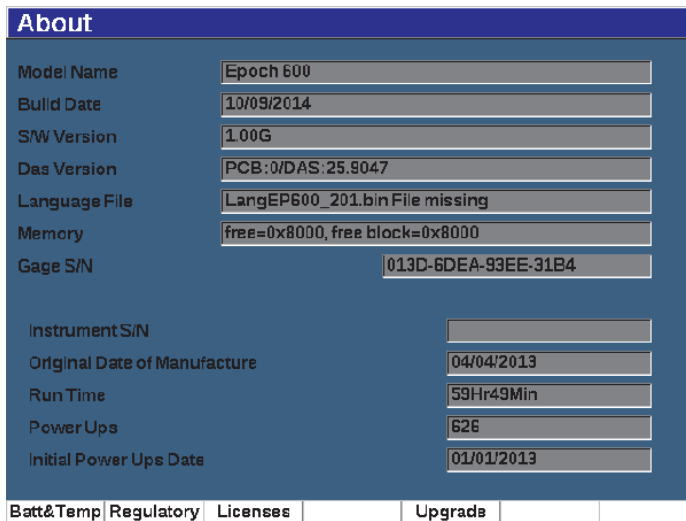 About
Model Name Epoch 600
Build Date 10/09/2014
S/W Version 1.00G
Das Version PCB:0/DAS:25.9047
Language File LangEP600_201.bin File missing
Memory free=0x8000, free block=0x8000
Gage S/N 013D-6DEA-93EE-31B4
Instrument S/N
Original Date of Manufacture 04/04/2013
Run Time 59Hr49Min
Power Ups 626
Initial Power Ups Date 01/01/2013
Batt&Temp Regulatory Licenses Upgrade